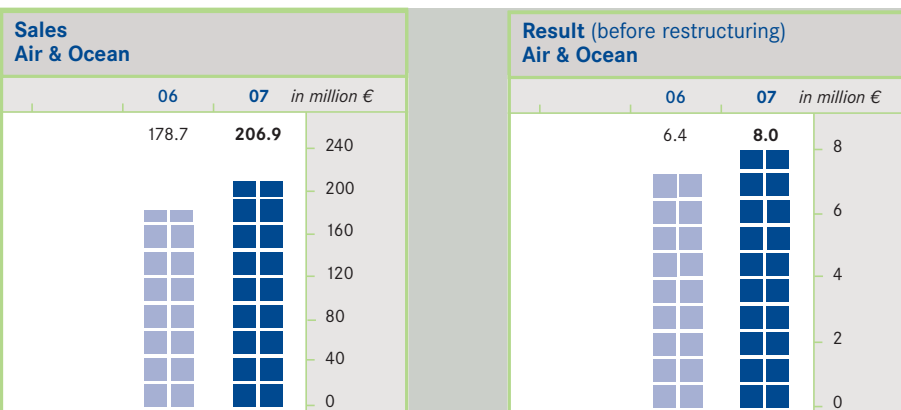 Sales
Air & Ocean
06 07 in million €
178.7 206.9
240
200
160
120
80
40
0
Result (before restructuring)
Air & Ocean
06 07 in million €
6.4 8.0
8
6
4
2
0